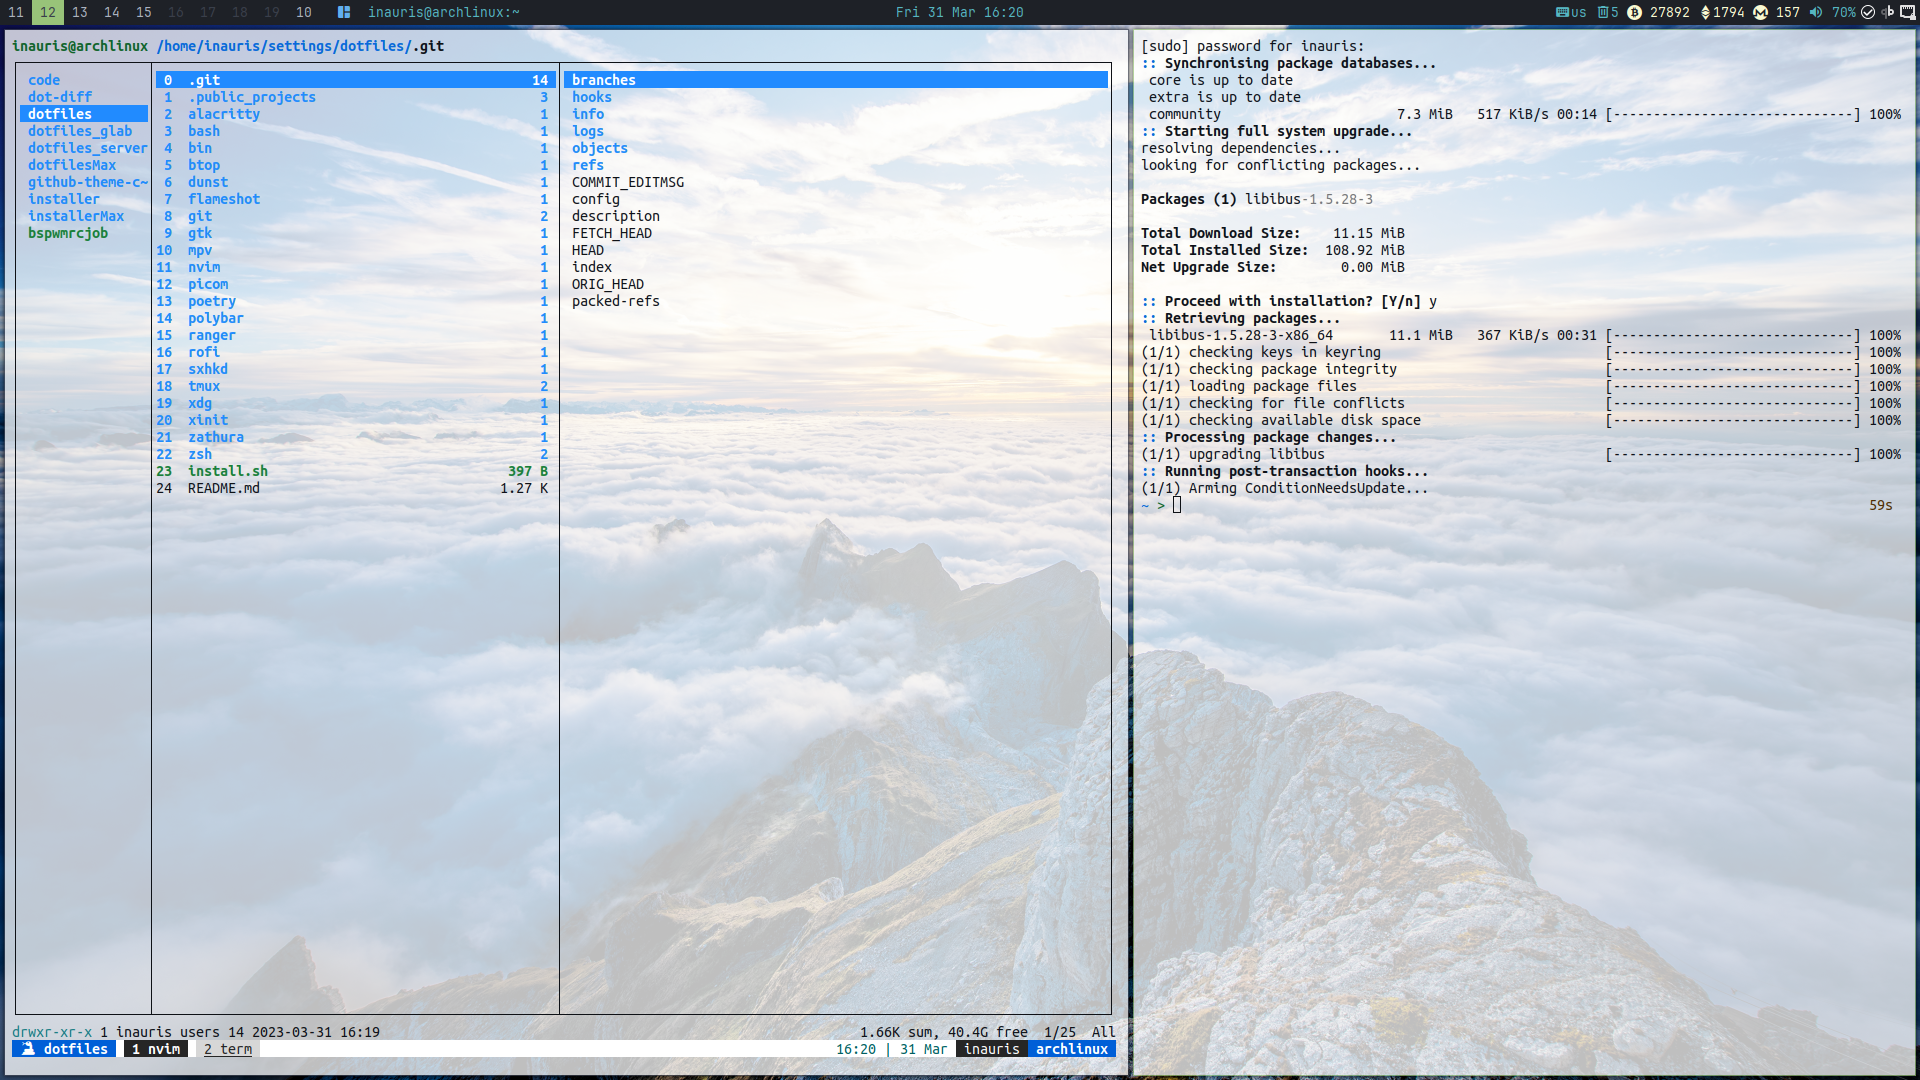 11 12 13 14 15 16 17 18 19 10 inauris@archlinux:~ Fri 31 Mar 16:20 us 5 27892 1794 157 70%
inauris@archlinux /home/inauris/settings/dotfiles/.git
code
dot-diff
dotfiles
dotfiles_glab
dotfiles_server
dotfilesMax
github-theme-c~
installer
installerMax
bspwmrcjob
0 .git 14
1 .public_projects 3
2 alacritty 1
3 bash 1
4 bin 1
5 btop 1
6 dunst 1
7 flameshot 1
8 git 2
9 gtk 1
10 mpv 1
11 nvim 1
12 picom 1
13 poetry 1
14 polybar 1
15 ranger 1
16 rofi 1
17 sxhkd 1
18 tmux 2
19 xdg 1
20 xinit 1
21 zathura 1
22 zsh 2
23 install.sh 397 B
24 README.md 1.27 K
branches
hooks
info
logs
objects
refs
COMMIT_EDITMSG
config
description
FETCH_HEAD
HEAD
index
ORIG_HEAD
packed-refs
drwxr-xr-x 1 inauris users 14 2023-03-31 16:19 1.66K sum, 40.4G free 1/25 All
dotfiles 1 nvim 2 term 16:20 | 31 Mar inauris archlinux
[sudo] password for inauris:
:: Synchronising package databases...
core is up to date
extra is up to date
community 7.3 MiB 517 KiB/s 00:14 [------------------------------] 100%
:: Starting full system upgrade...
resolving dependencies...
looking for conflicting packages...
Packages (1) libibus-1.5.28-3
Total Download Size: 11.15 MiB
Total Installed Size: 108.92 MiB
Net Upgrade Size: 0.00 MiB
:: Proceed with installation? [Y/n] y
:: Retrieving packages...
libibus-1.5.28-3-x86_64 11.1 MiB 367 KiB/s 00:31 [------------------------------] 100%
(1/1) checking keys in keyring [------------------------------] 100%
(1/1) checking package integrity [------------------------------] 100%
(1/1) loading package files [------------------------------] 100%
(1/1) checking for file conflicts [------------------------------] 100%
(1/1) checking available disk space [------------------------------] 100%
:: Processing package changes...
(1/1) upgrading libibus [------------------------------] 100%
:: Running post-transaction hooks...
(1/1) Arming ConditionNeedsUpdate...
~ > 59s